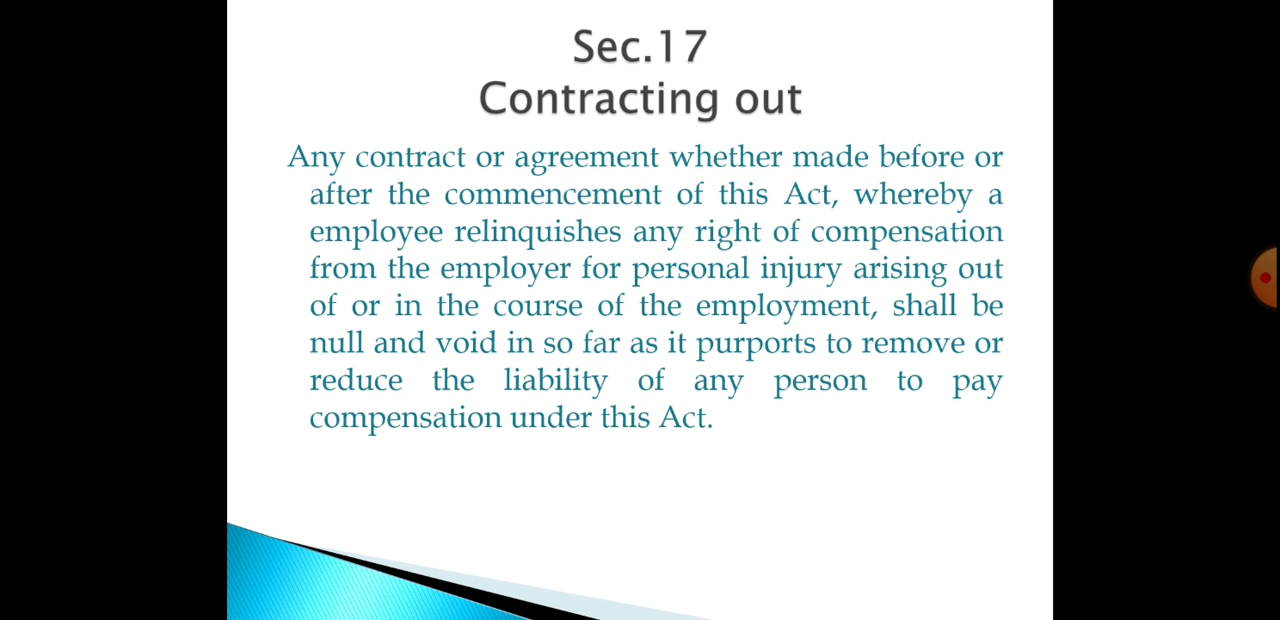 Sec.17
Contracting out
Any contract or agreement whether made before or
after the commencement of this Act, whereby a
employee relinquishes any right of compensation
from the employer for personal injury arising out
of or in the course of the employment, shall be
null and void in so far as it purports to remove or
reduce the liability of any person to pay
compensation under this Act.